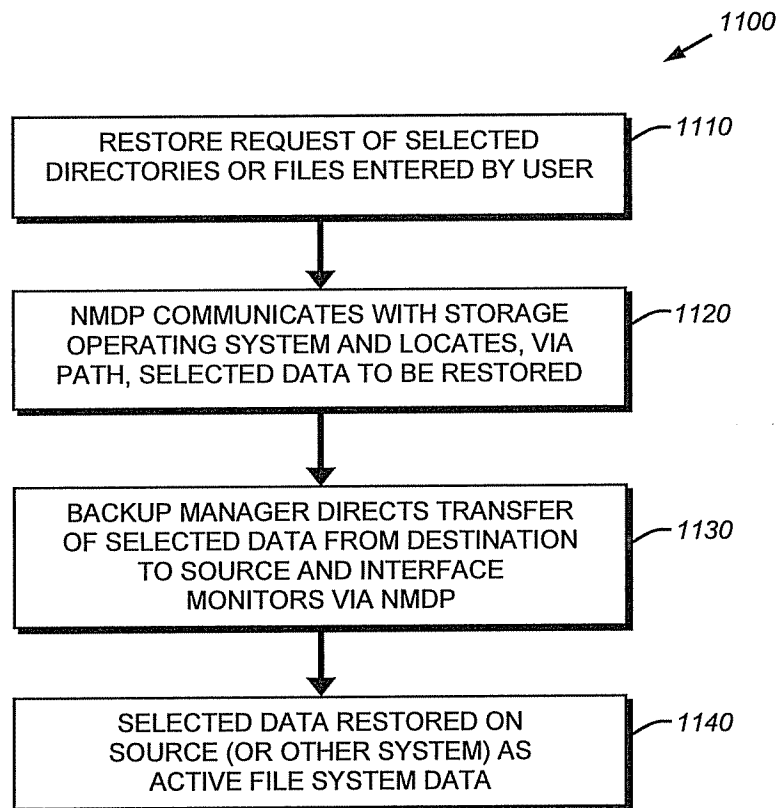 1100
RESTORE REQUEST OF SELECTED
DIRECTORIES OR FILES ENTERED BY USER
1110
NMDP COMMUNICATES WITH STORAGE
OPERATING SYSTEM AND LOCATES, VIA
PATH, SELECTED DATA TO BE RESTORED
1120
BACKUP MANAGER DIRECTS TRANSFER
OF SELECTED DATA FROM DESTINATION
TO SOURCE AND INTERFACE
MONITORS VIA NMDP
1130
SELECTED DATA RESTORED ON
SOURCE (OR OTHER SYSTEM) AS
ACTIVE FILE SYSTEM DATA
1140